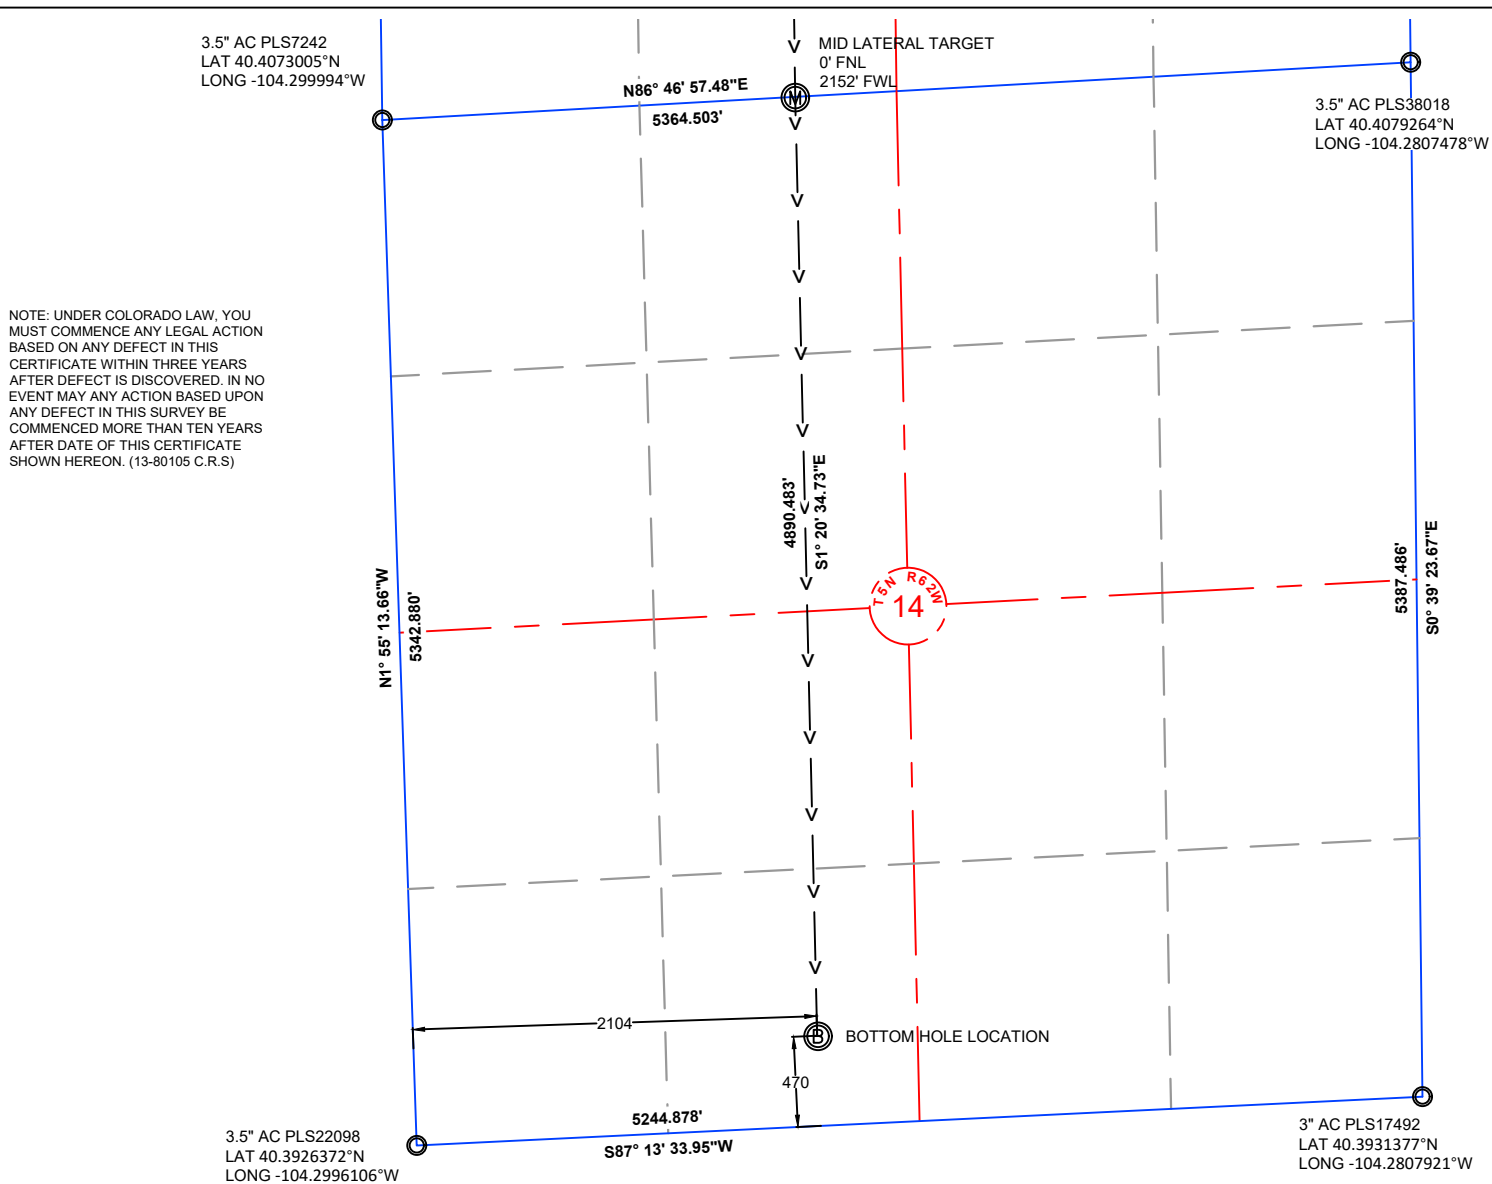 3.5" AC PLS7242
LAT 40.4073005°N
LONG -104.299994°W
MID LATERAL TARGET
0' FNL
2152' FWL
N86° 46' 57.48"E
5364.503'
M
3.5" AC PLS38018
LAT 40.4079264°N
LONG -104.2807478°W
NOTE: UNDER COLORADO LAW, YOU
MUST COMMENCE ANY LEGAL ACTION
BASED ON ANY DEFECT IN THIS
CERTIFICATE WITHIN THREE YEARS
AFTER DEFECT IS DISCOVERED. IN NO
EVENT MAY ANY ACTION BASED UPON
ANY DEFECT IN THIS SURVEY BE
COMMENCED MORE THAN TEN YEARS
AFTER DATE OF THIS CERTIFICATE
SHOWN HEREON. (13-80105 C.R.S)
4890.483'
S1° 20' 34.73"E
N1° 55' 13.66"W
5342.880'
T5N R62W
14
5387.486'
S0° 39' 23.67"E
2104
B
BOTTOM HOLE LOCATION
470
5244.878'
S87° 13' 33.95"W
3.5" AC PLS22098
LAT 40.3926372°N
LONG -104.2996106°W
3" AC PLS17492
LAT 40.3931377°N
LONG -104.2807921°W